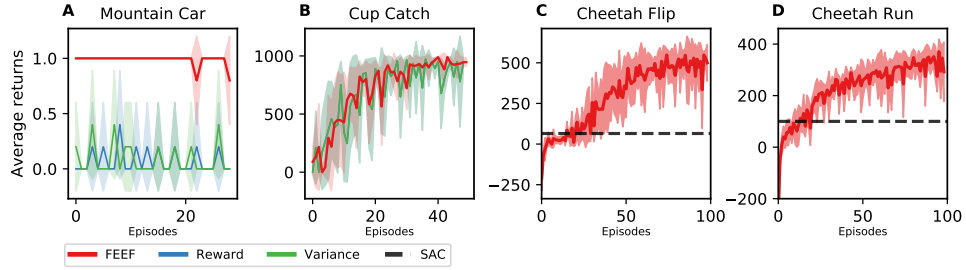 A Mountain Car
B Cup Catch
C Cheetah Flip
D Cheetah Run
Average returns
1.0
0.5
0.0
0 20
Episodes
1000
500
0
0 20 40
Episodes
500
250
0
−250
0 50 100
Episodes
400
200
0
−200
0 50 100
Episodes
FEEF Reward Variance SAC